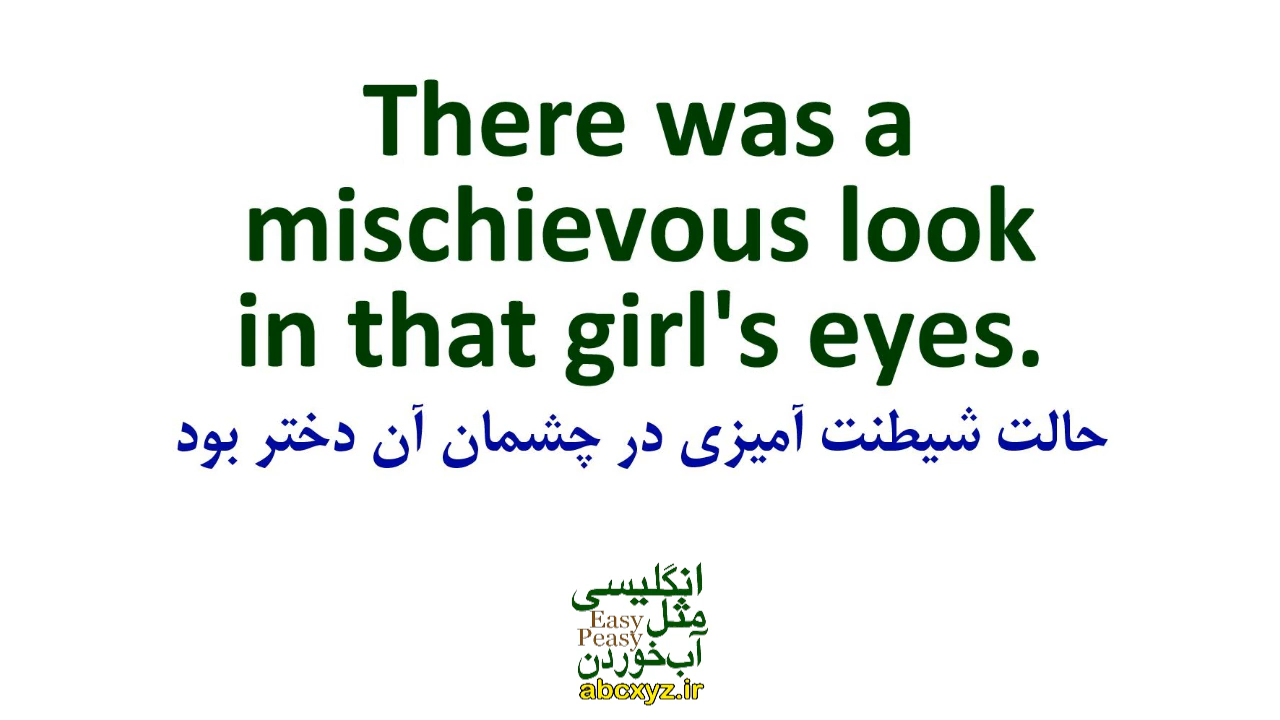 There was a
mischievous look
in that girl's eyes.
حالت شیطنت آمیزی در چشمان آن دختر بود
انگلیسی
مثل
Easy
Peasy
آب‌خوردن
abcxyz.ir